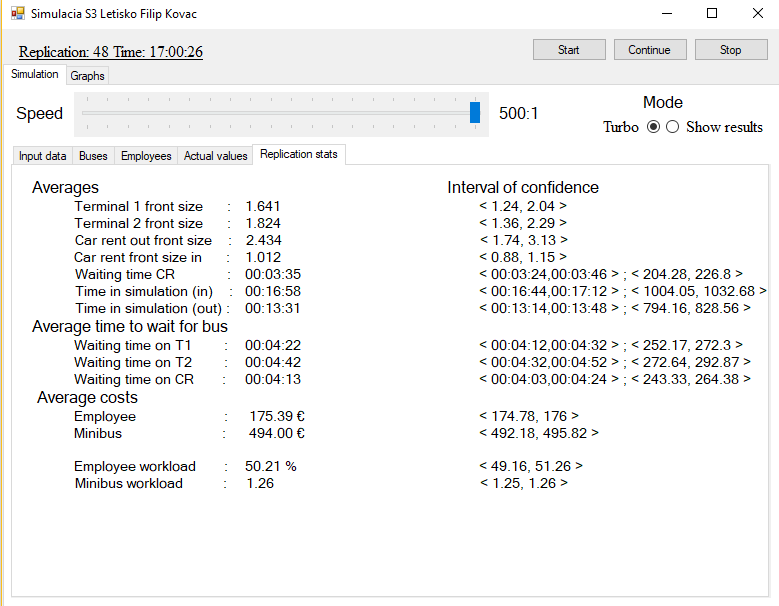 Simulacia S3 Letisko Filip Kovac
Replication: 48 Time: 17:00:26 Start Continue Stop
Simulation Graphs
Speed 500:1 Mode
Turbo Show results
Input data Buses Employees Actual values Replication stats
Averages Interval of confidence
Terminal 1 front size : 1.641 < 1.24, 2.04 >
Terminal 2 front size : 1.824 < 1.36, 2.29 >
Car rent out front size : 2.434 < 1.74, 3.13 >
Car rent front size in : 1.012 < 0.88, 1.15 >
Waiting time CR : 00:03:35 < 00:03:24,00:03:46 > ; < 204.28, 226.8 >
Time in simulation (in) : 00:16:58 < 00:16:44,00:17:12 > ; < 1004.05, 1032.68 >
Time in simulation (out) : 00:13:31 < 00:13:14,00:13:48 > ; < 794.16, 828.56 >
Average time to wait for bus
Waiting time on T1 : 00:04:22 < 00:04:12,00:04:32 > ; < 252.17, 272.3 >
Waiting time on T2 : 00:04:42 < 00:04:32,00:04:52 > ; < 272.64, 292.87 >
Waiting time on CR : 00:04:13 < 00:04:03,00:04:24 > ; < 243.33, 264.38 >
Average costs
Employee : 175.39 € < 174.78, 176 >
Minibus : 494.00 € < 492.18, 495.82 >
Employee workload : 50.21 % < 49.16, 51.26 >
Minibus workload : 1.26 < 1.25, 1.26 >